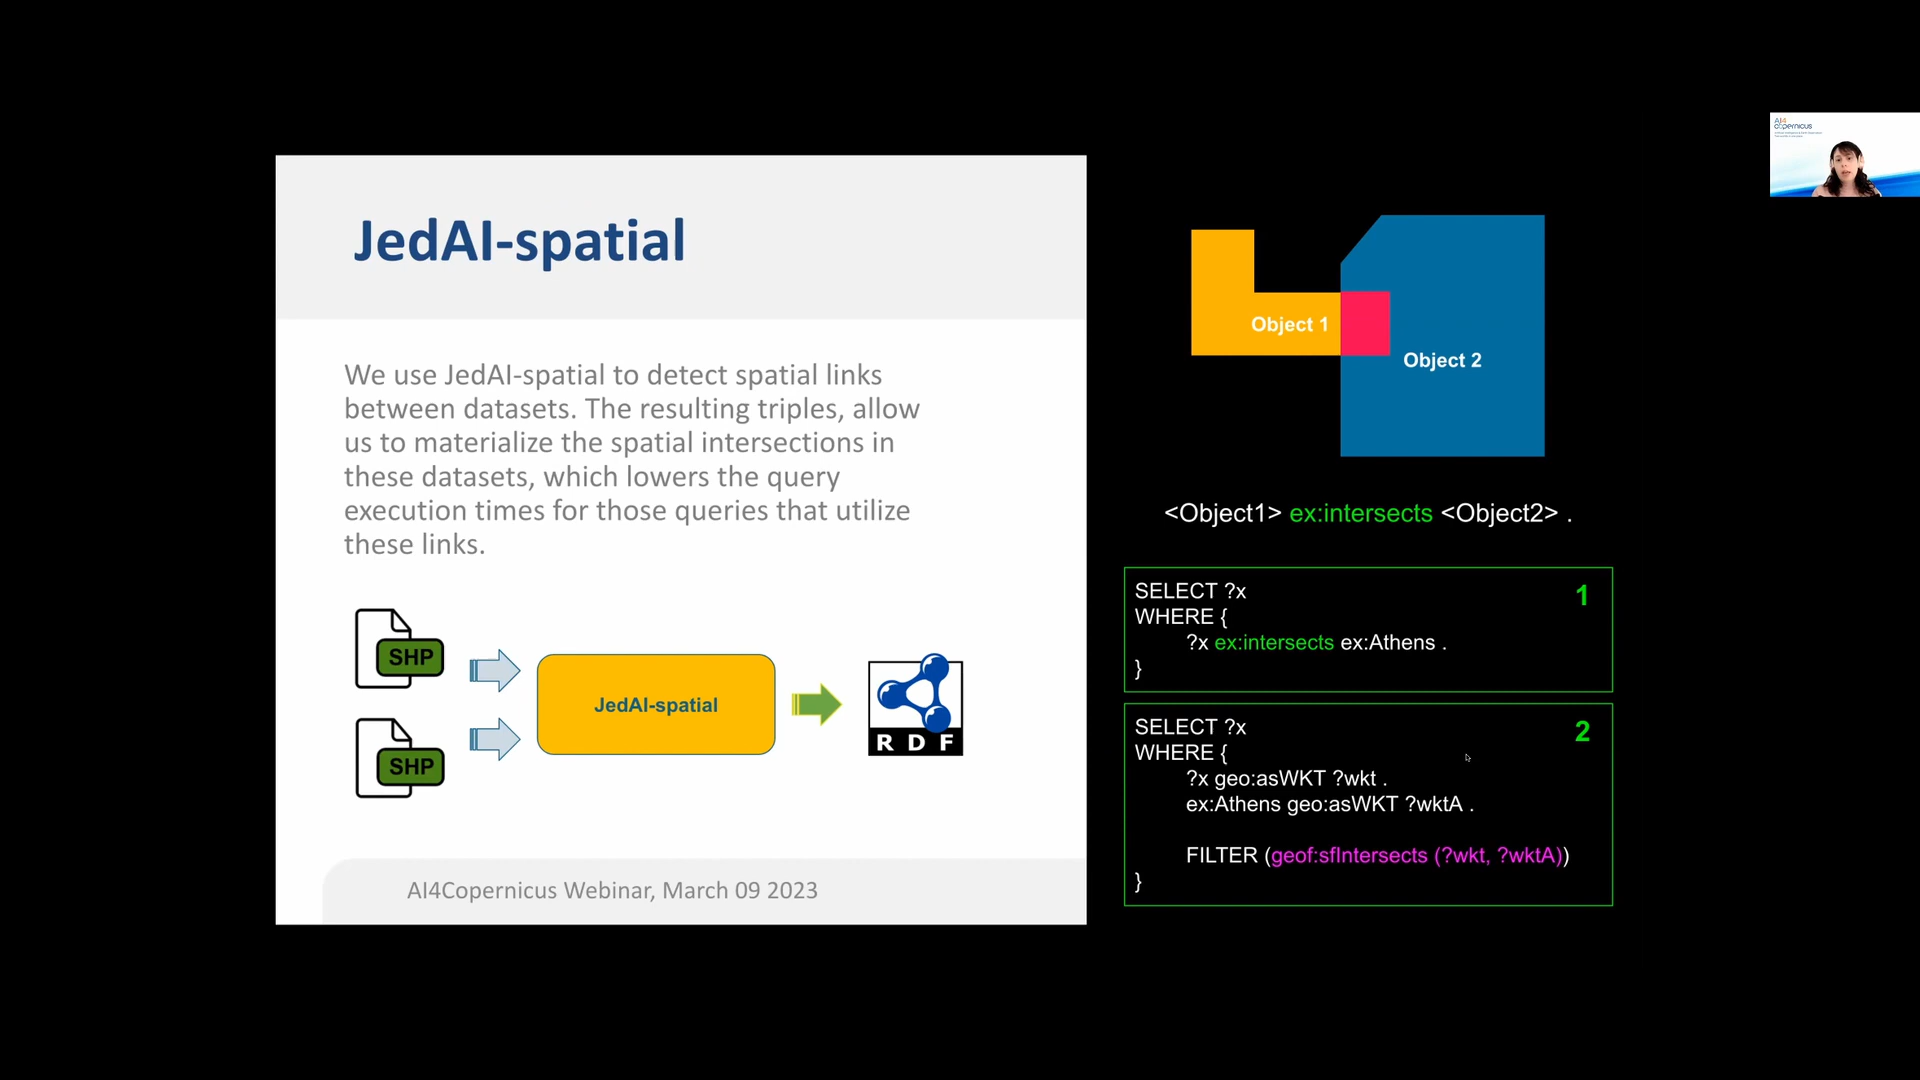 JedAI-spatial
We use JedAI-spatial to detect spatial links
between datasets. The resulting triples, allow
us to materialize the spatial intersections in
these datasets, which lowers the query
execution times for those queries that utilize
these links.
SHP
SHP
JedAI-spatial
RDF
AI4Copernicus Webinar, March 09 2023
Object 1
Object 2
<Object1> ex:intersects <Object2> .
SELECT ?x
1
WHERE {
?x ex:intersects ex:Athens .
}
SELECT ?x
2
WHERE {
?x geo:asWKT ?wkt .
ex:Athens geo:asWKT ?wktA .
FILTER (geof:sfIntersects (?wkt, ?wktA))
}
AI4
copernicus